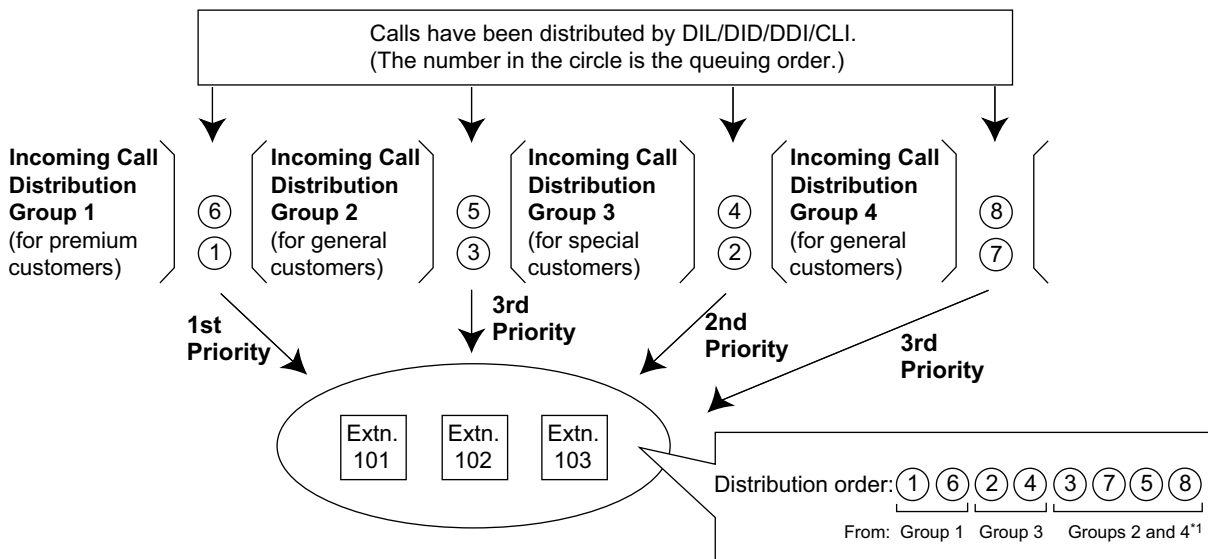 Calls have been distributed by DIL/DID/DDI/CLI.
(The number in the circle is the queuing order.)
Incoming Call
Distribution
Group 1
(for premium
customers)
6
1
Incoming Call
Distribution
Group 2
(for general
customers)
5
3
Incoming Call
Distribution
Group 3
(for special
customers)
4
2
Incoming Call
Distribution
Group 4
(for general
customers)
8
7
1st
Priority
3rd
Priority
2nd
Priority
3rd
Priority
Extn.
101
Extn.
102
Extn.
103
Distribution order: 1 6 2 4 3 7 5 8
From: Group 1 Group 3 Groups 2 and 4*1